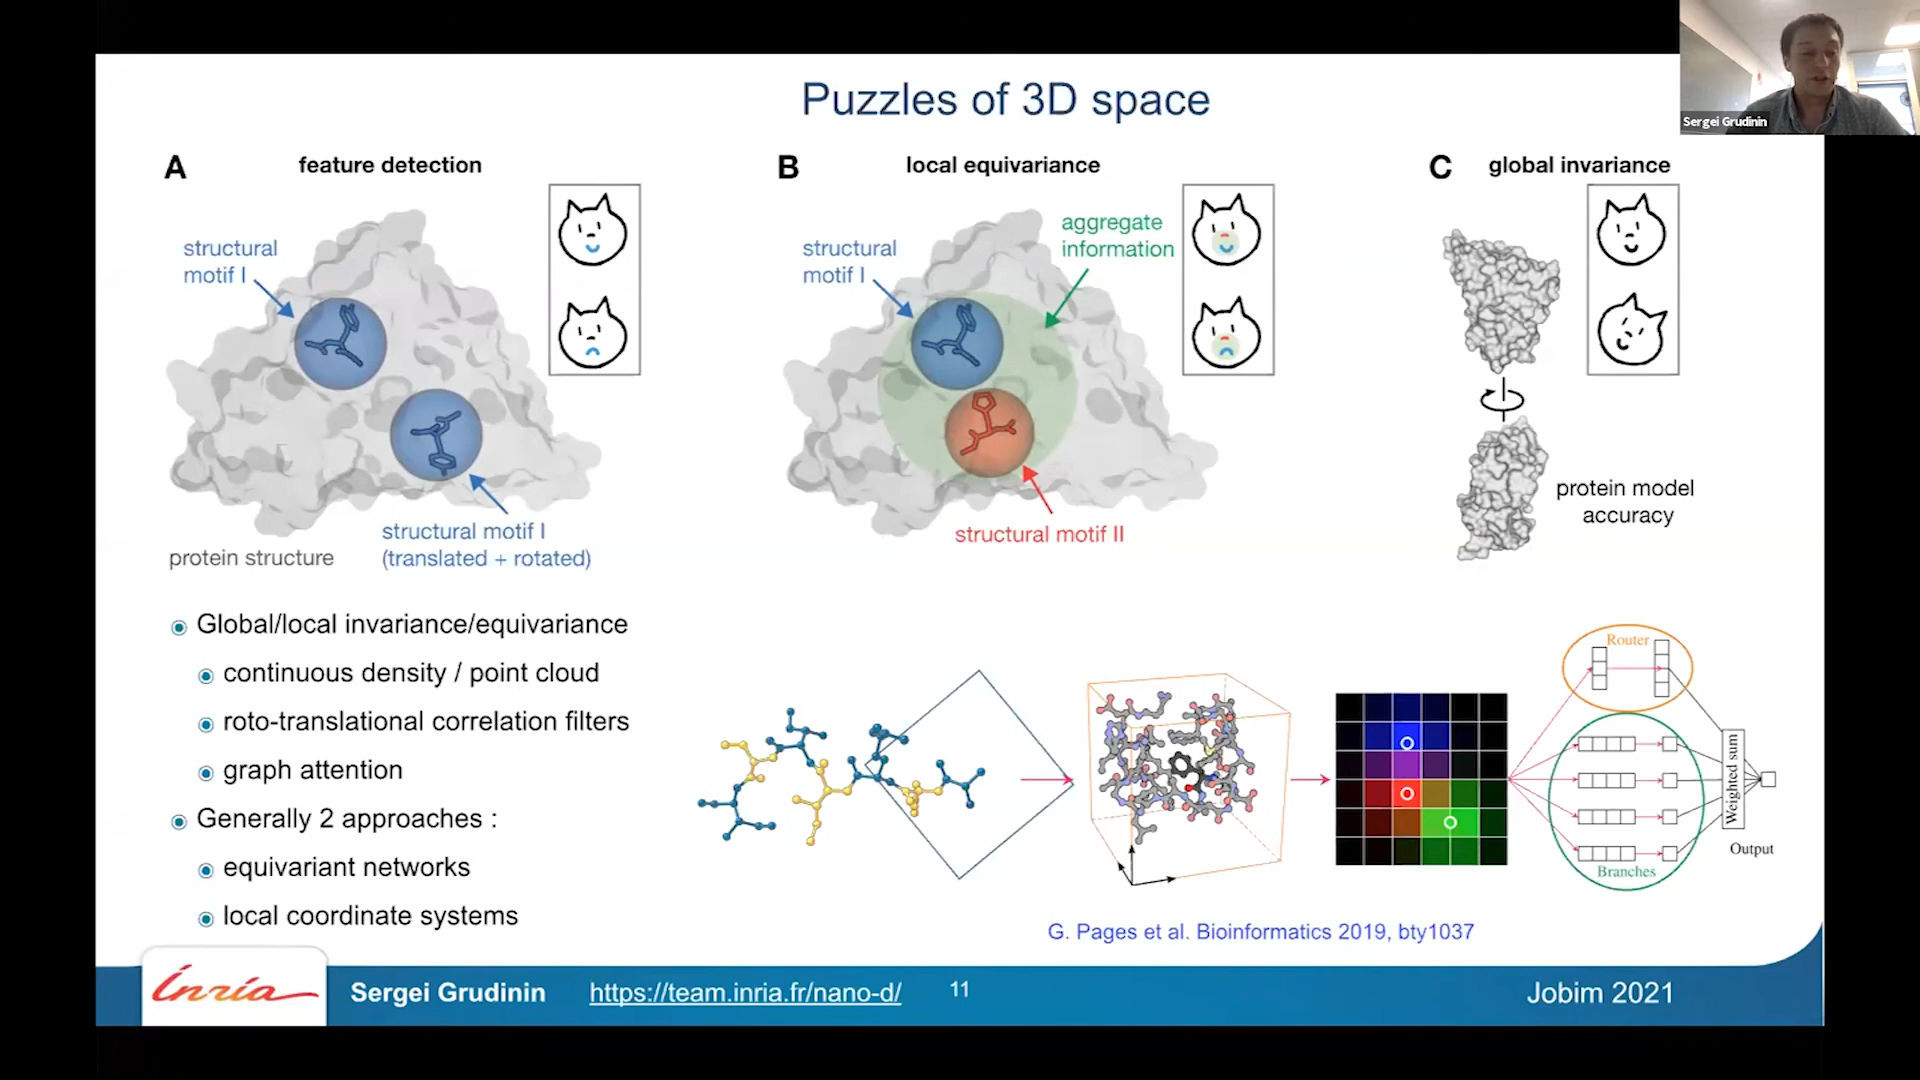 Puzzles of 3D space
Sergei Grudinin
A
feature detection
structural
motif I
structural motif I
(translated + rotated)
protein structure
B
local equivariance
structural
motif I
aggregate
information
structural motif II
C
global invariance
protein model
accuracy
Global/local invariance/equivariance
continuous density / point cloud
roto-translational correlation filters
graph attention
Generally 2 approaches :
equivariant networks
local coordinate systems
Router
Branches
Weighted sum
Output
G. Pages et al. Bioinformatics 2019, bty1037
Inria
Sergei Grudinin
https://team.inria.fr/nano-d/
11
Jobim 2021